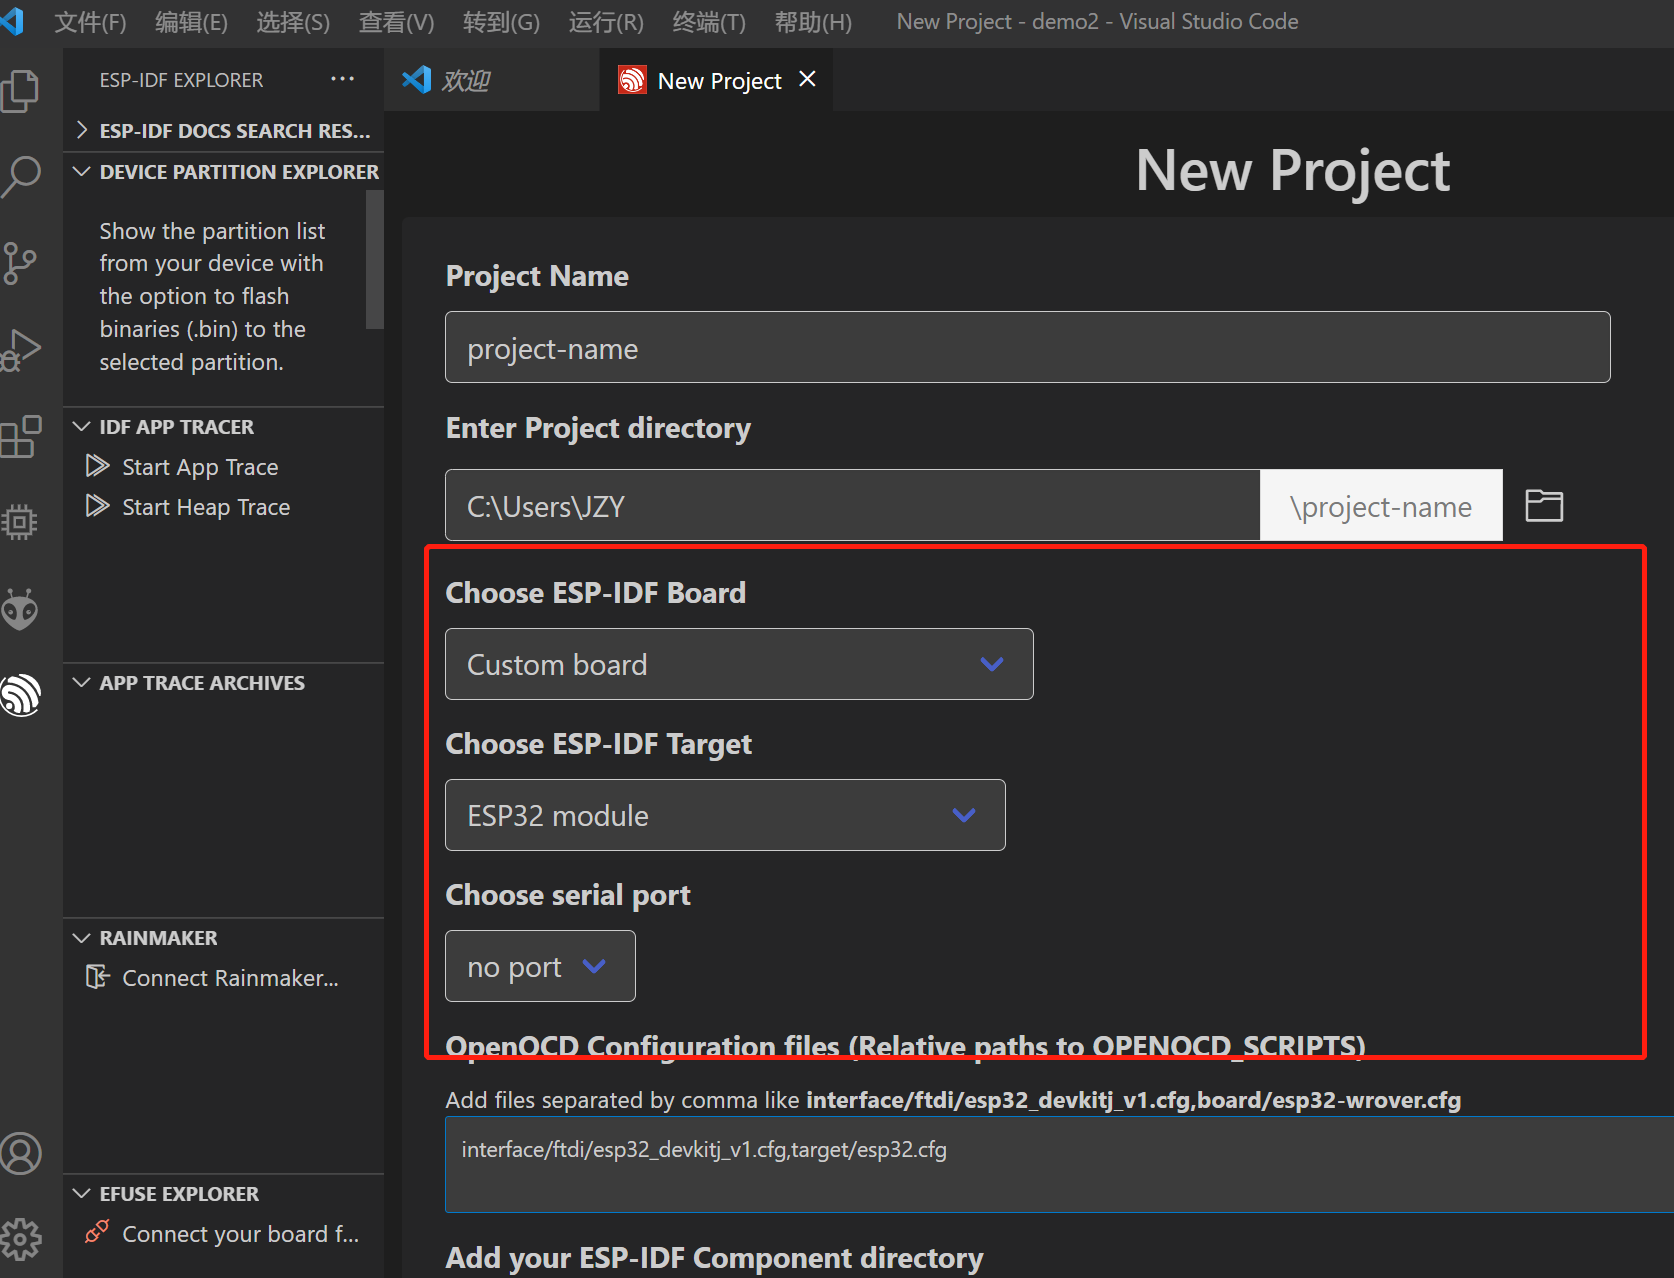 文件(F) 编辑(E) 选择(S) 查看(V) 转到(G) 运行(R) 终端(T) 帮助(H) New Project - demo2 - Visual Studio Code
ESP-IDF EXPLORER
欢迎
New Project
ESP-IDF DOCS SEARCH RES...
DEVICE PARTITION EXPLORER
Show the partition list
from your device with
the option to flash
binaries (.bin) to the
selected partition.
IDF APP TRACER
Start App Trace
Start Heap Trace
APP TRACE ARCHIVES
RAINMAKER
Connect Rainmaker...
EFUSE EXPLORER
Connect your board f...
New Project
Project Name
project-name
Enter Project directory
C:\Users\JZY
\project-name
Choose ESP-IDF Board
Custom board
Choose ESP-IDF Target
ESP32 module
Choose serial port
no port
OpenOCD Configuration files (Relative paths to OPENOCD_SCRIPTS)
Add files separated by comma like interface/ftdi/esp32_devkitj_v1.cfg,board/esp32-wrover.cfg
interface/ftdi/esp32_devkitj_v1.cfg,target/esp32.cfg
Add your ESP-IDF Component directory